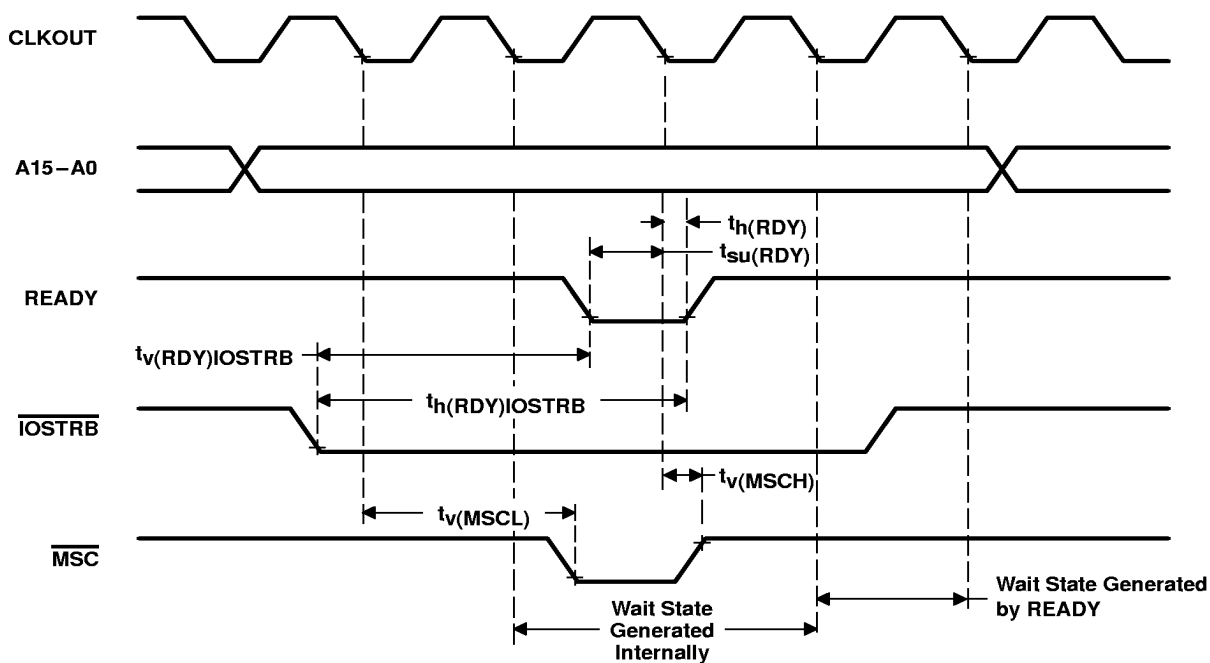 CLKOUT
A15–A0
th(RDY)
tsu(RDY)
READY
tv(RDY)IOSTRB
th(RDY)IOSTRB
IOSTRB
tv(MSCH)
tv(MSCL)
MSC
Wait State Generated
by READY
Wait State
Generated
Internally